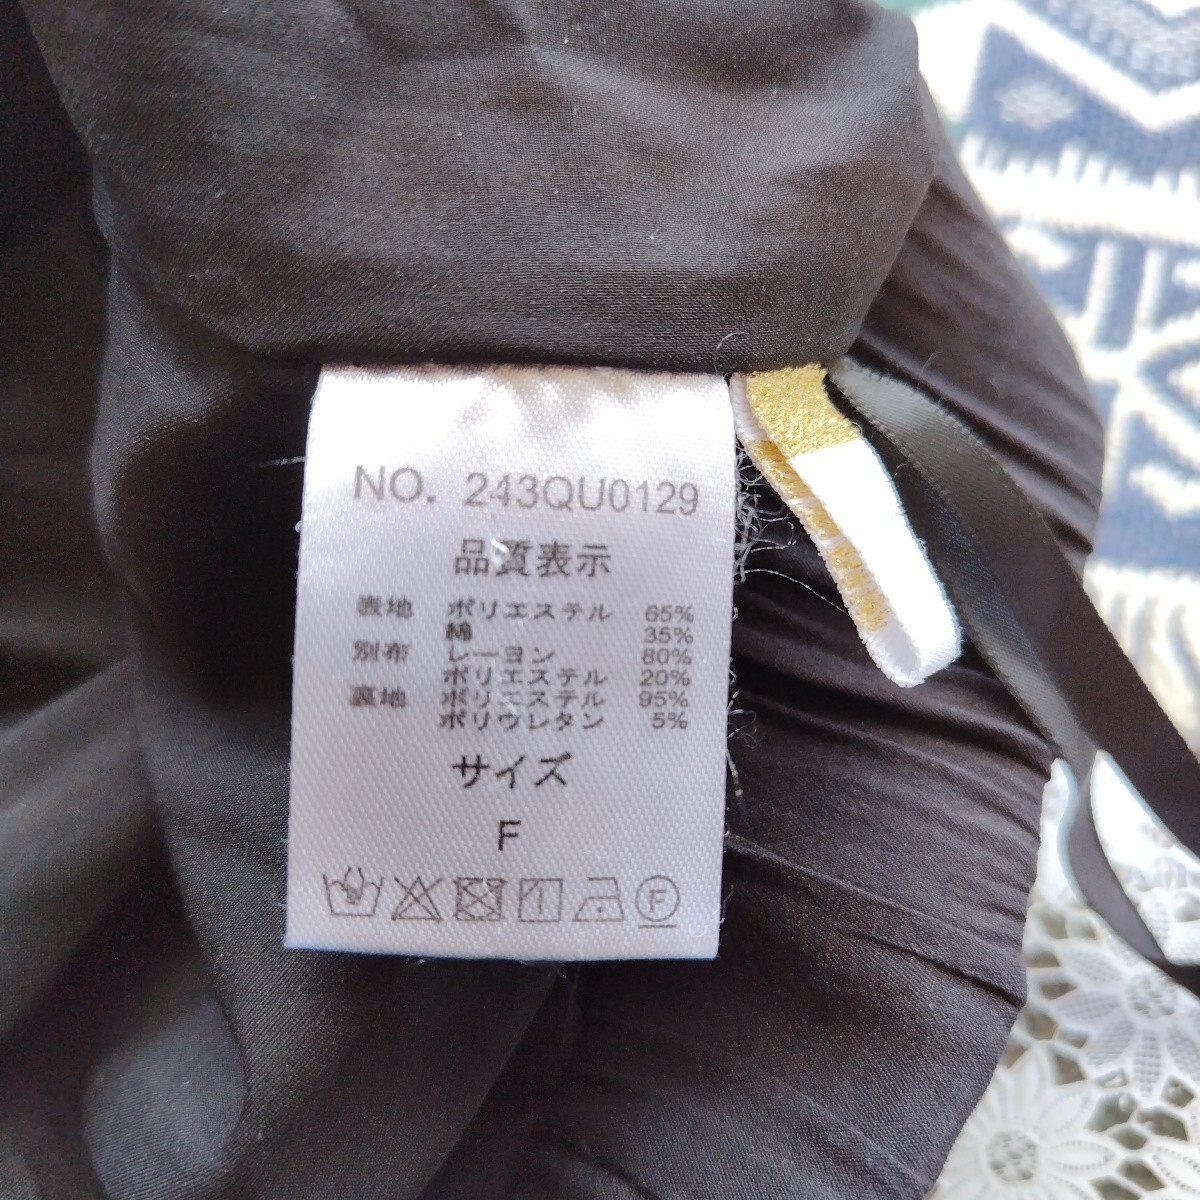 NO. 243QU0129
品質表示
表地 ポリエステル 65%
綿 35%
別布 レーヨン 80%
ポリエステル 20%
裏地 ポリエステル 95%
ポリウレタン 5%
サイズ
F
F